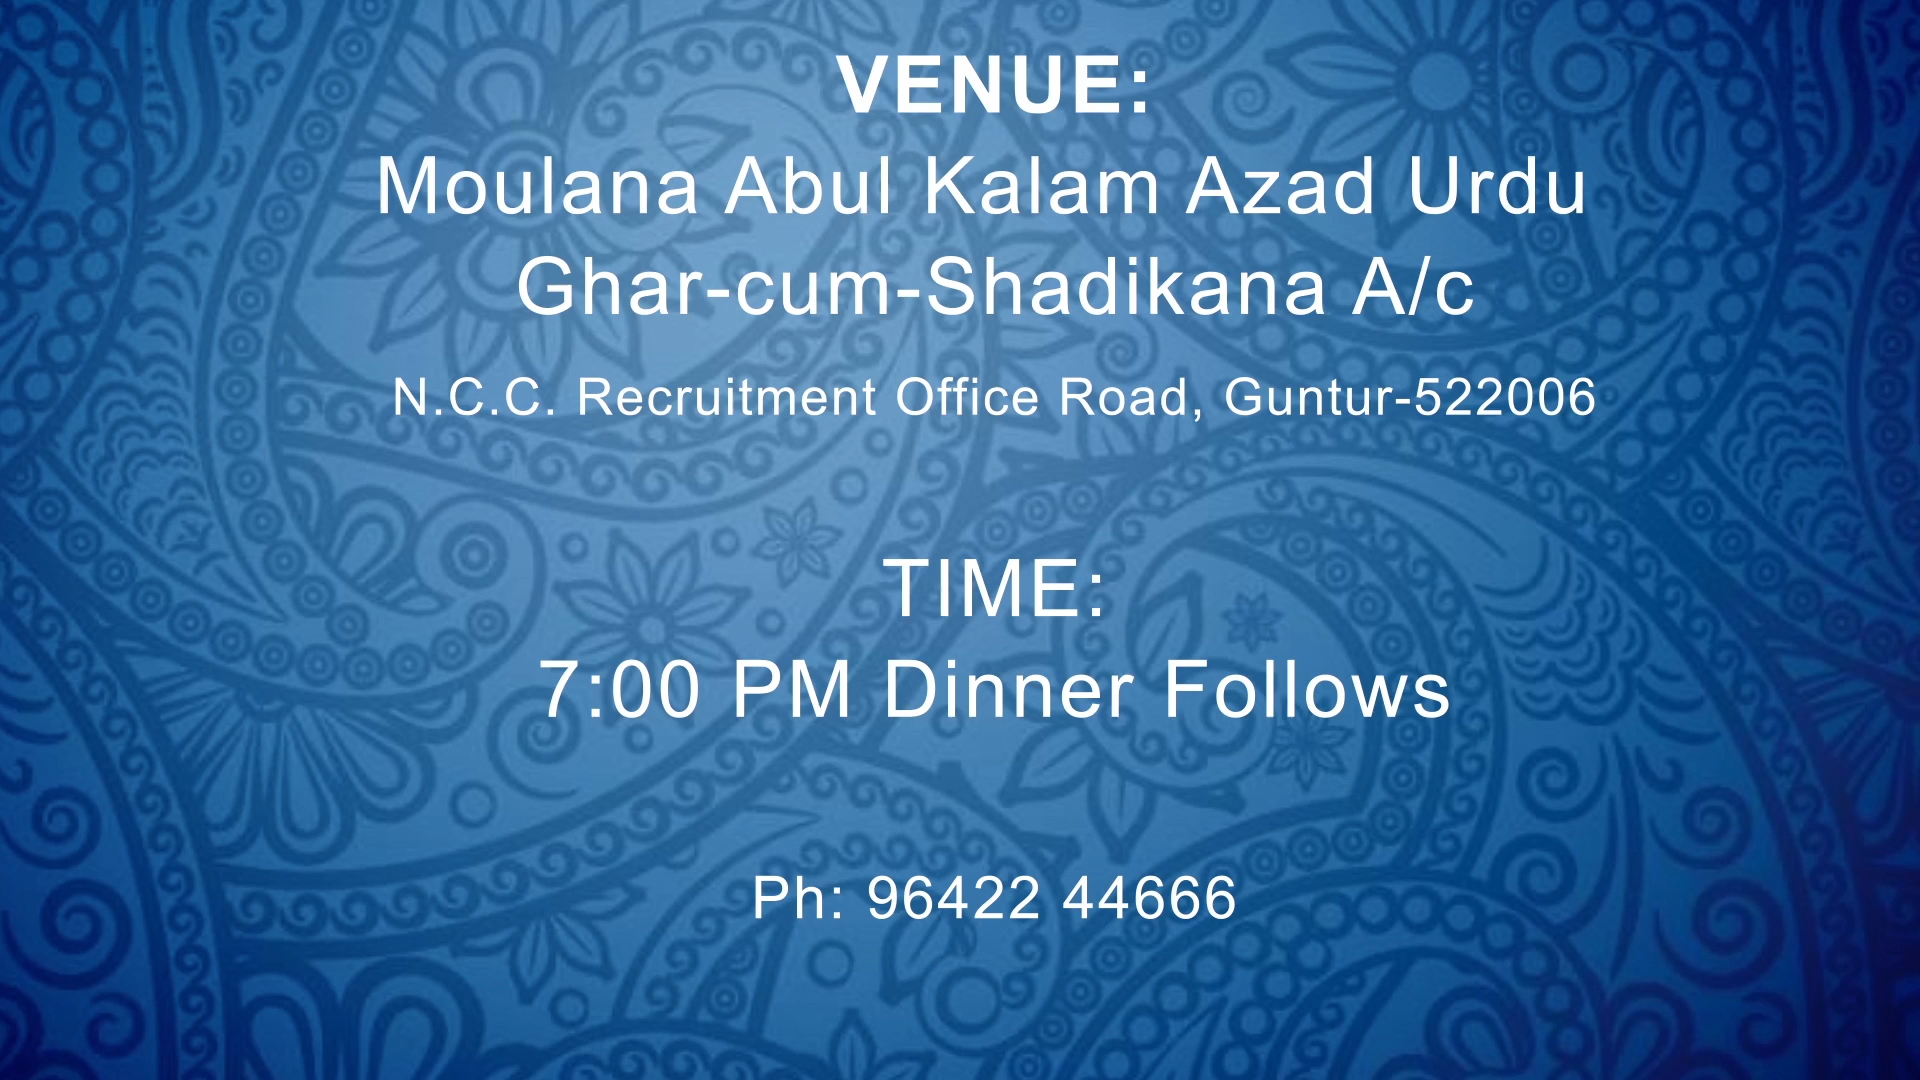 VENUE:
Moulana Abul Kalam Azad Urdu
Ghar-cum-Shadikana A/c
N.C.C. Recruitment Office Road, Guntur-522006
TIME:
7:00 PM Dinner Follows
Ph: 96422 44666